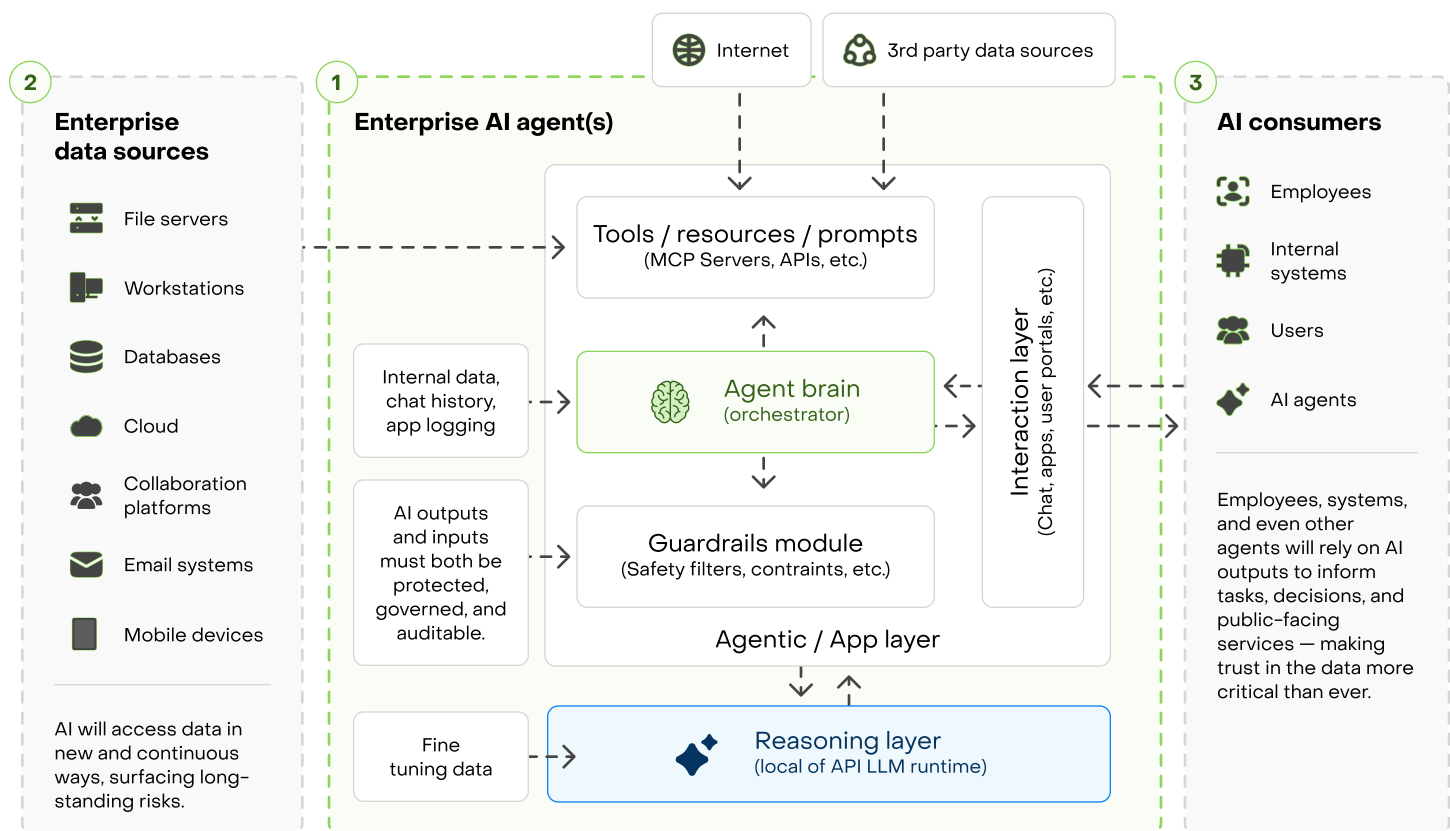 Internet
3rd party data sources
2
Enterprise
data sources
File servers
Workstations
Databases
Cloud
Collaboration
platforms
Email systems
Mobile devices
AI will access data in
new and continuous
ways, surfacing long-
standing risks.
1
Enterprise AI agent(s)
Tools / resources / prompts
(MCP Servers, APIs, etc.)
Internal data,
chat history,
app logging
Agent brain
(orchestrator)
AI outputs
and inputs
must both be
protected,
governed, and
auditable.
Guardrails module
(Safety filters, contraints, etc.)
Interaction layer
(Chat, apps, user portals, etc.)
Agentic / App layer
Fine
tuning data
Reasoning layer
(local of API LLM runtime)
3
AI consumers
Employees
Internal
systems
Users
AI agents
Employees, systems,
and even other
agents will rely on AI
outputs to inform
tasks, decisions, and
public-facing
services — making
trust in the data more
critical than ever.